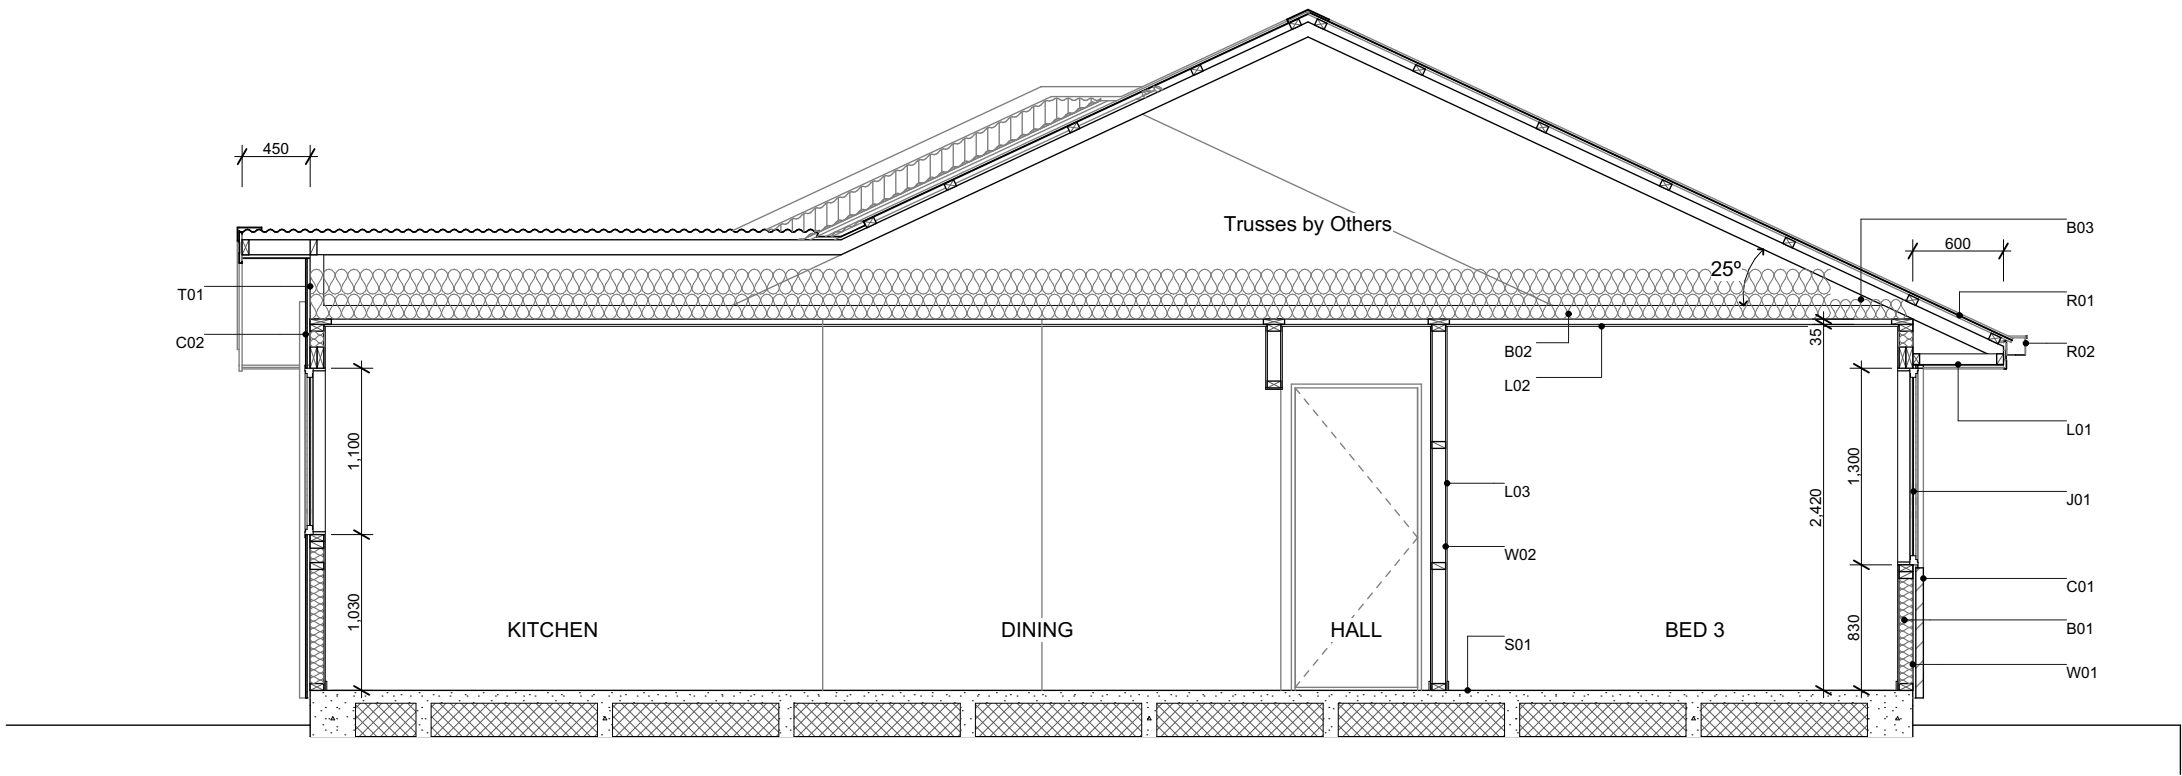 450
Trusses by Others
B03
600
25°
T01
R01
C02
35
B02
R02
L02
L01
1,100
1,300
L03
J01
2,420
W02
C01
1,030
KITCHEN
DINING
HALL
BED 3
830
B01
S01
W01